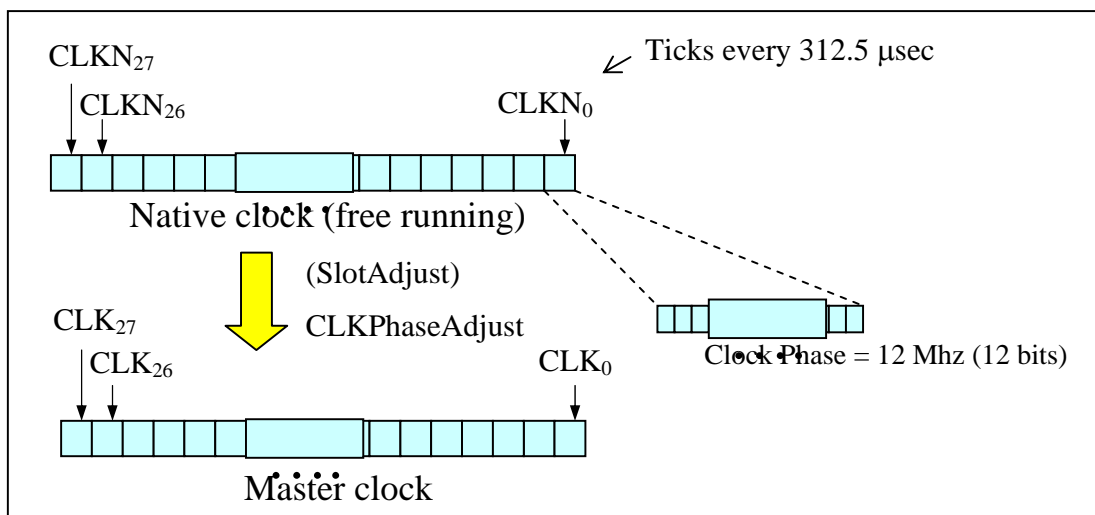 Ticks every 312.5 μsec
CLKN27
CLKN26
CLKN0
Native clock (free running)
(SlotAdjust)
CLKPhaseAdjust
Clock Phase = 12 Mhz (12 bits)
CLK27
CLK26
CLK0
Master clock